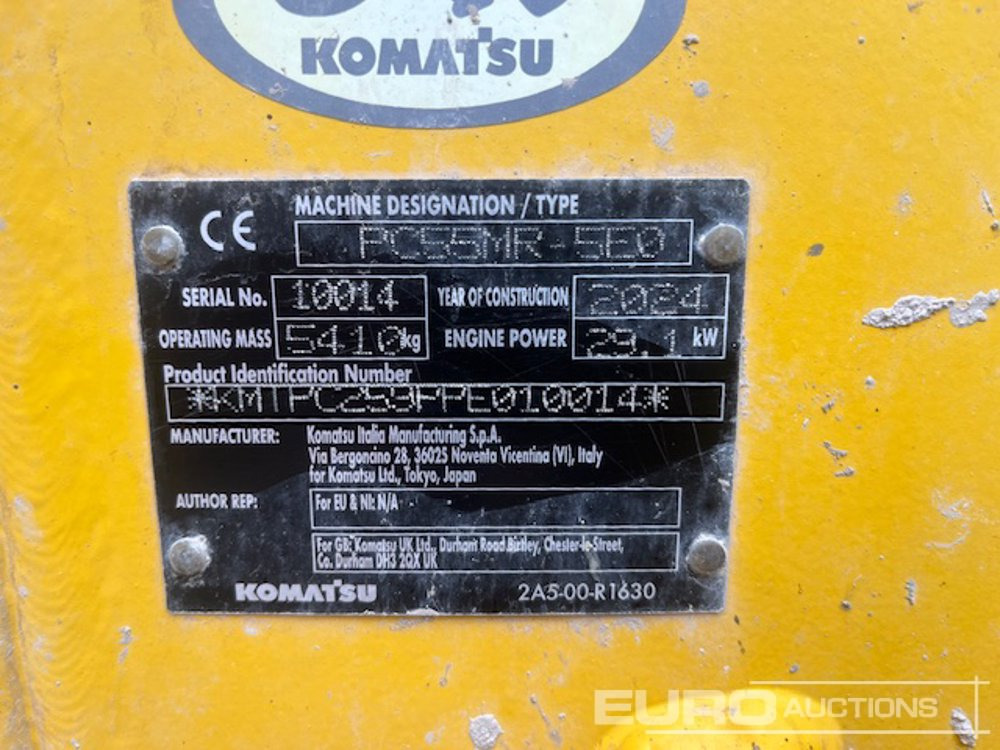 KOMATSU
CE
MACHINE DESIGNATION / TYPE
PC55MR-5E0
SERIAL No. 10014 YEAR OF CONSTRUCTION 2024
OPERATING MASS 5410kg ENGINE POWER 29.1 kW
Product Identification Number
MANUFACTURER: Komatsu Italia Manufacturing S.p.A.
Via Bergoncino 28, 36025 Noventa Vicentina (VI), Italy
for Komatsu Ltd., Tokyo, Japan
AUTHOR REP: For EU & NI: N/A
For GB: Komatsu UK Ltd., Durham Road Birtley, Chester-le-Street,
Co. Durham DH3 2QX UK
KOMATSU 2A5-00-R1630
EURO AUCTIONS